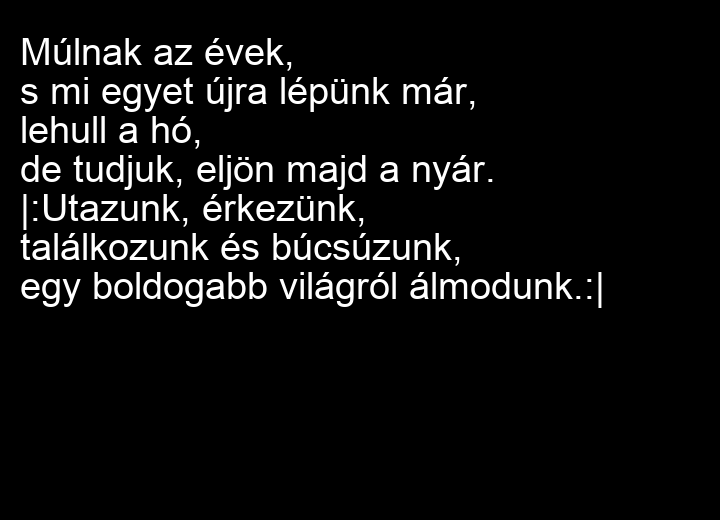 Múlnak az évek,
s mi egyet újra lépünk már,
lehull a hó,
de tudjuk, eljön majd a nyár.
|:Utazunk, érkezünk,
találkozunk és búcsúzunk,
egy boldogabb világról álmodunk.:|